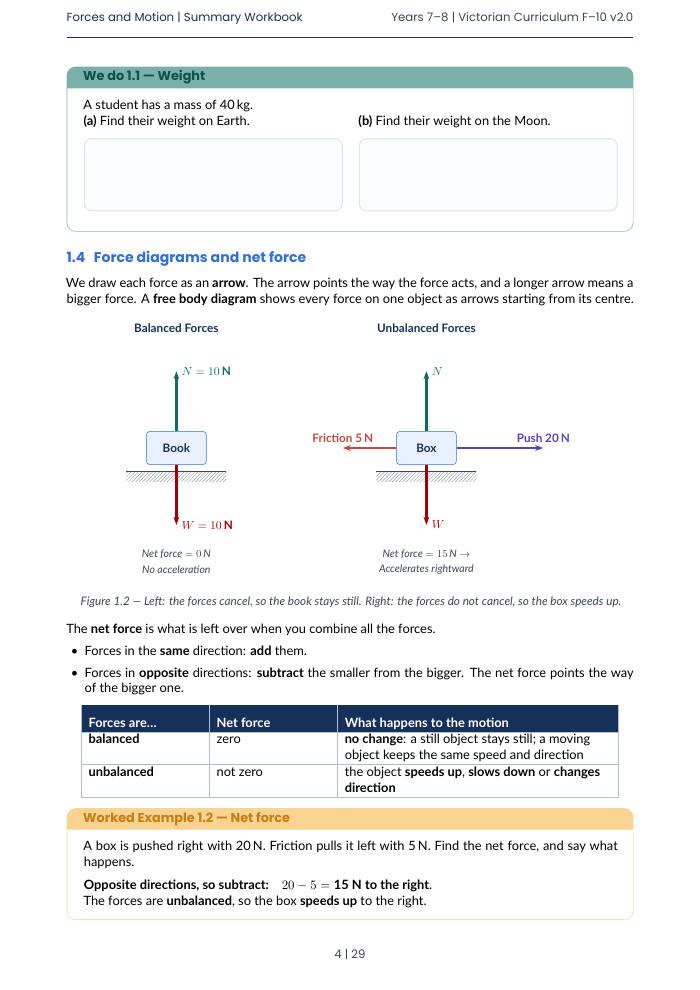 Forces and Motion | Summary Workbook
Years 7–8 | Victorian Curriculum F–10 v2.0
We do 1.1 — Weight
A student has a mass of 40 kg.
(a) Find their weight on Earth.
(b) Find their weight on the Moon.
1.4 Force diagrams and net force
We draw each force as an arrow. The arrow points the way the force acts, and a longer arrow means a
bigger force. A free body diagram shows every force on one object as arrows starting from its centre.
Balanced Forces
N = 10 N
Book
W = 10 N
Net force = 0 N
No acceleration
Unbalanced Forces
N
Friction 5 N
Box
Push 20 N
W
Net force = 15 N →
Accelerates rightward
Figure 1.2 — Left: the forces cancel, so the book stays still. Right: the forces do not cancel, so the box speeds up.
The net force is what is left over when you combine all the forces.
• Forces in the same direction: add them.
• Forces in opposite directions: subtract the smaller from the bigger. The net force points the way
of the bigger one.
Forces are... Net force What happens to the motion
balanced zero no change: a still object stays still; a moving
object keeps the same speed and direction
unbalanced not zero the object speeds up, slows down or changes
direction
Worked Example 1.2 — Net force
A box is pushed right with 20 N. Friction pulls it left with 5 N. Find the net force, and say what
happens.
Opposite directions, so subtract: 20 − 5 = 15 N to the right.
The forces are unbalanced, so the box speeds up to the right.
4 | 29